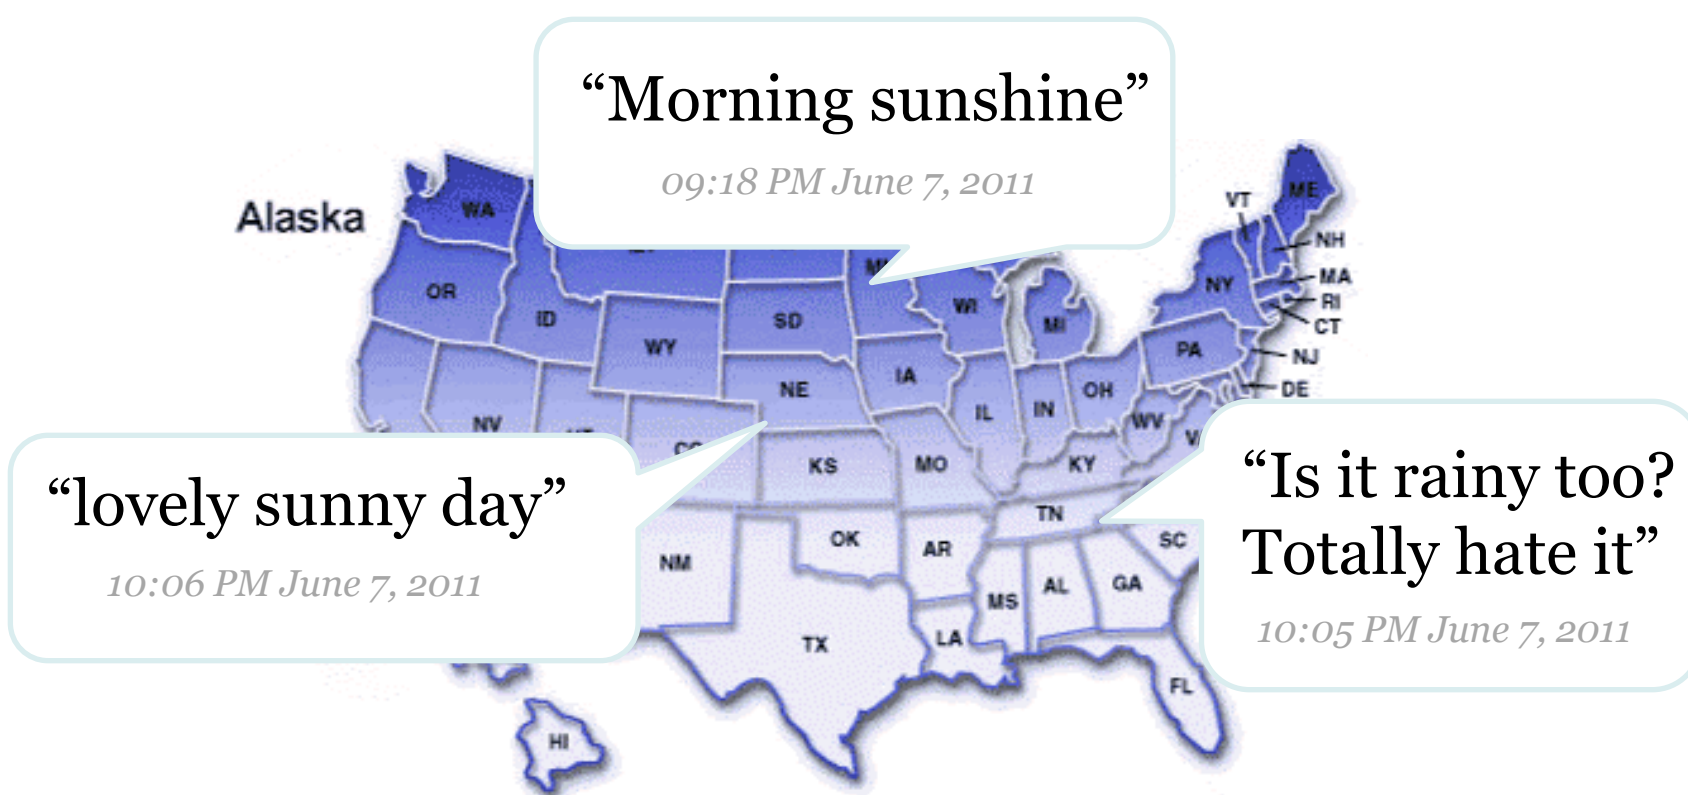 “Morning sunshine”
09:18 PM June 7, 2011
Alaska
WA
VT
ME
NH
OR
ID
SD
WI
MI
NY
MA
RI
CT
WY
PA
NJ
NE
IA
OH
DE
NV
IL
IN
WV
KS
MO
KY
“lovely sunny day”
10:06 PM June 7, 2011
“Is it rainy too?
Totally hate it”
10:05 PM June 7, 2011
TN
NM
OK
AR
SC
MS
AL
GA
TX
LA
FL
HI